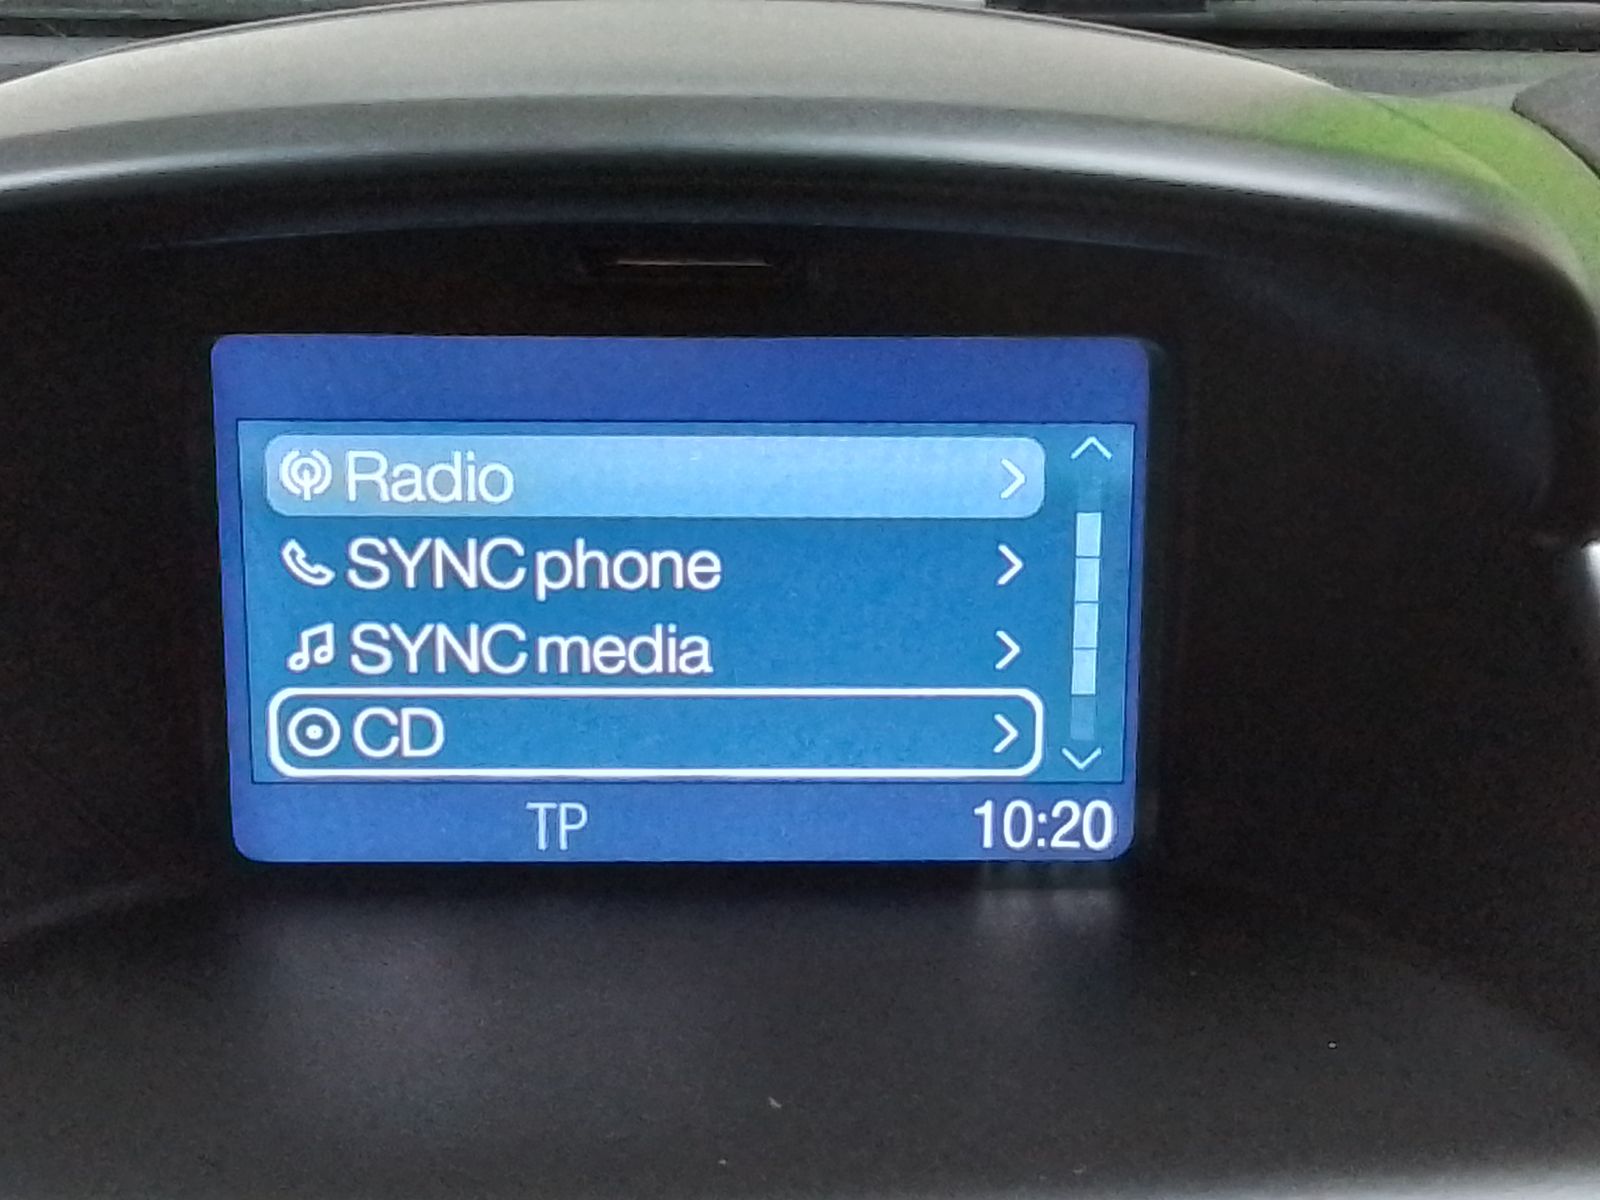 Radio
SYNC phone
SYNC media
CD
TP 10:20